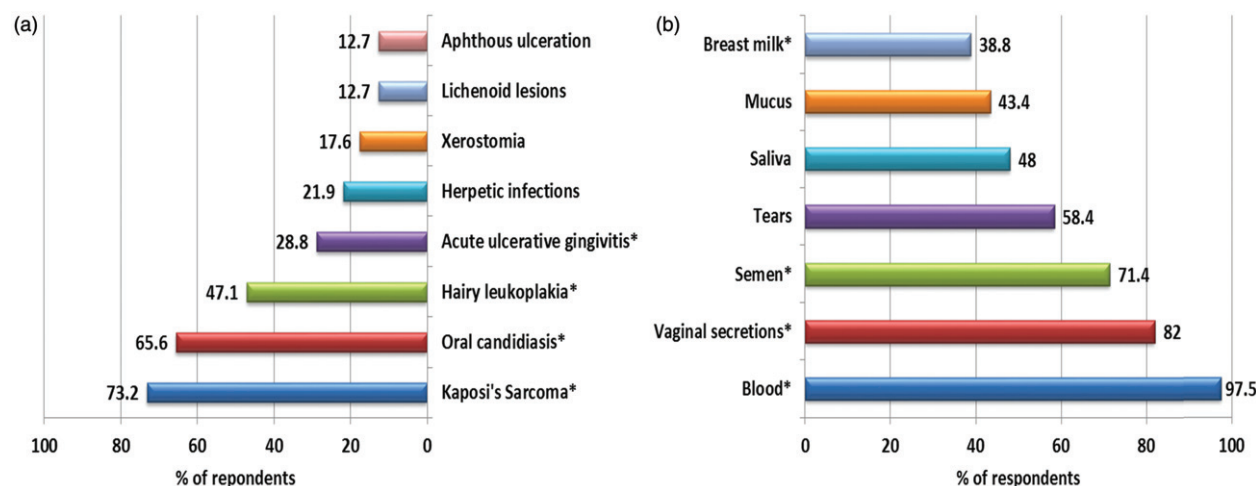 (a)
12.7 Aphthous ulceration
12.7 Lichenoid lesions
17.6 Xerostomia
21.9 Herpetic infections
28.8 Acute ulcerative gingivitis*
47.1 Hairy leukoplakia*
65.6 Oral candidiasis*
73.2 Kaposi's Sarcoma*
100 80 60 40 20 0
% of repondents
(b)
Breast milk* 38.8
Mucus 43.4
Saliva 48
Tears 58.4
Semen* 71.4
Vaginal secretions* 82
Blood* 97.5
0 20 40 60 80 100
% of respondents